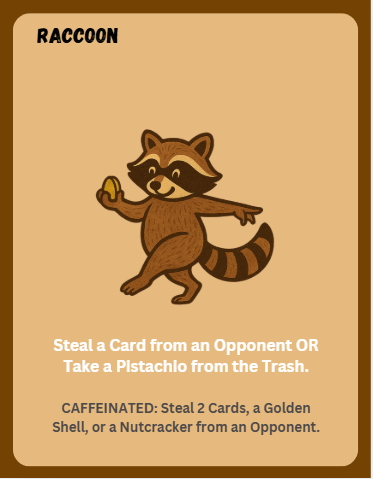 RACCOON
Steal a Card from an Opponent OR
Take a Pistachio from the Trash.
CAFFEINATED: Steal 2 Cards, a Golden
Shell, or a Nutcracker from an Opponent.